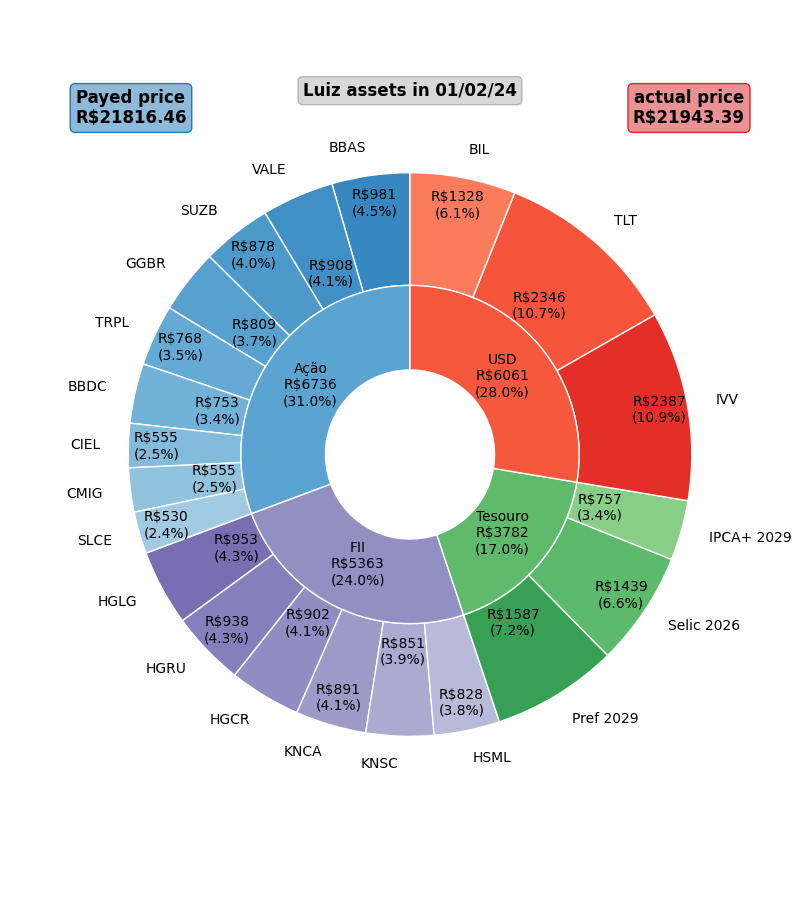 Payed price
R$21816.46
Luiz assets in 01/02/24
actual price
R$21943.39
BBAS
R$981
(4.5%)
BIL
R$1328
(6.1%)
VALE
R$908
(4.1%)
TLT
R$2346
(10.7%)
SUZB
R$878
(4.0%)
GGBR
R$809
(3.7%)
TRPL
R$768
(3.5%)
BBDC
R$753
(3.4%)
CIEL
R$555
(2.5%)
CMIG
R$555
(2.5%)
SLCE
R$530
(2.4%)
Ação
R$6736
(31.0%)
USD
R$6061
(28.0%)
IVV
R$2387
(10.9%)
FII
R$5363
(24.0%)
Tesouro
R$3782
(17.0%)
IPCA+ 2029
R$757
(3.4%)
Selic 2026
R$1439
(6.6%)
Pref 2029
R$1587
(7.2%)
HGLG
R$953
(4.3%)
HGRU
R$938
(4.3%)
HGCR
R$902
(4.1%)
KNCA
R$891
(4.1%)
KNSC
R$851
(3.9%)
HSML
R$828
(3.8%)